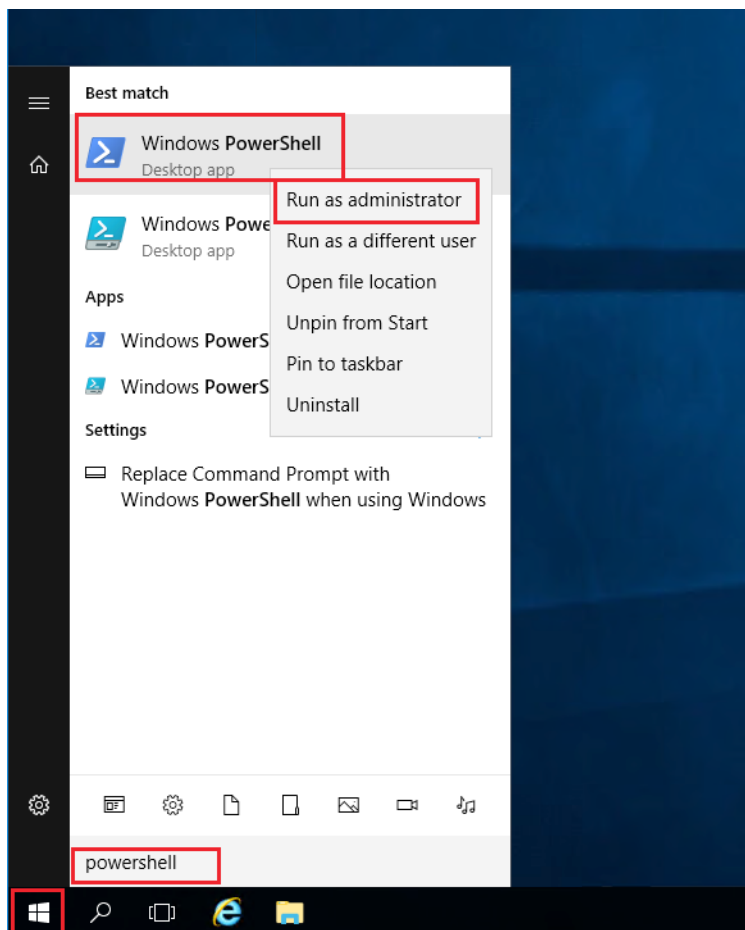 Best match
Windows PowerShell
Desktop app
Run as administrator
Windows Powe
Run as a different user
Desktop app
Open file location
Apps
Unpin from Start
Windows PowerS
Pin to taskbar
Windows PowerS
Uninstall
Settings
Replace Command Prompt with
Windows PowerShell when using Windows
powershell